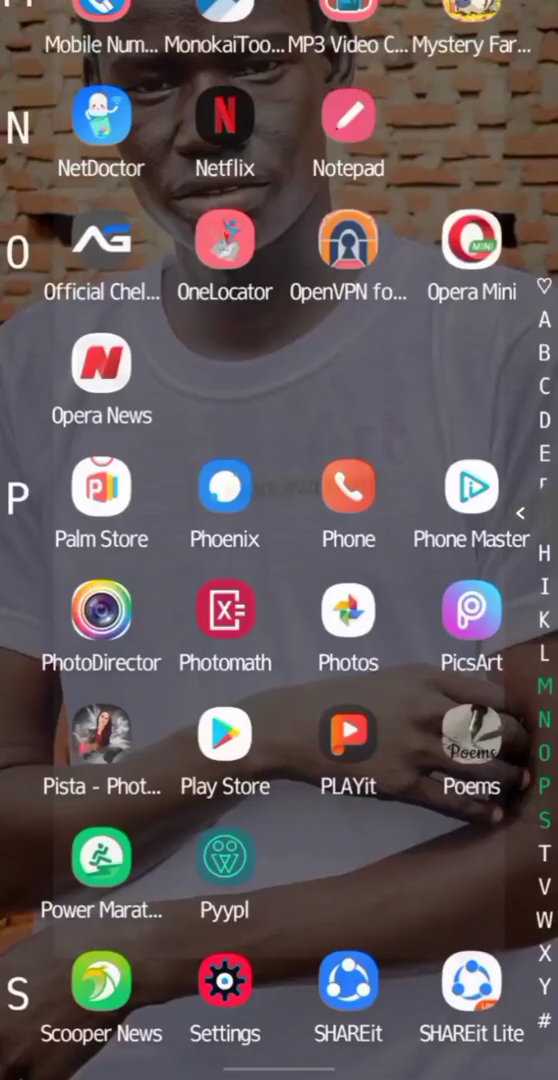 Mobile Num... MonokaiToo... MP3 Video C... Mystery Far...
N
NetDoctor Netflix Notepad
O
Official Chel... OneLocator OpenVPN fo... Opera Mini
MINI
Opera News
P
Palm Store Phoenix Phone Phone Master
PhotoDirector Photomath Photos PicsArt
Poems
Pista - Phot... Play Store PLAYit Poems
Power Marat... Pyypl
S
Scooper News Settings SHAREit SHAREit Lite
♡
A
B
C
D
E
<
H
I
K
L
M
N
O
P
S
T
V
W
X
Y
#